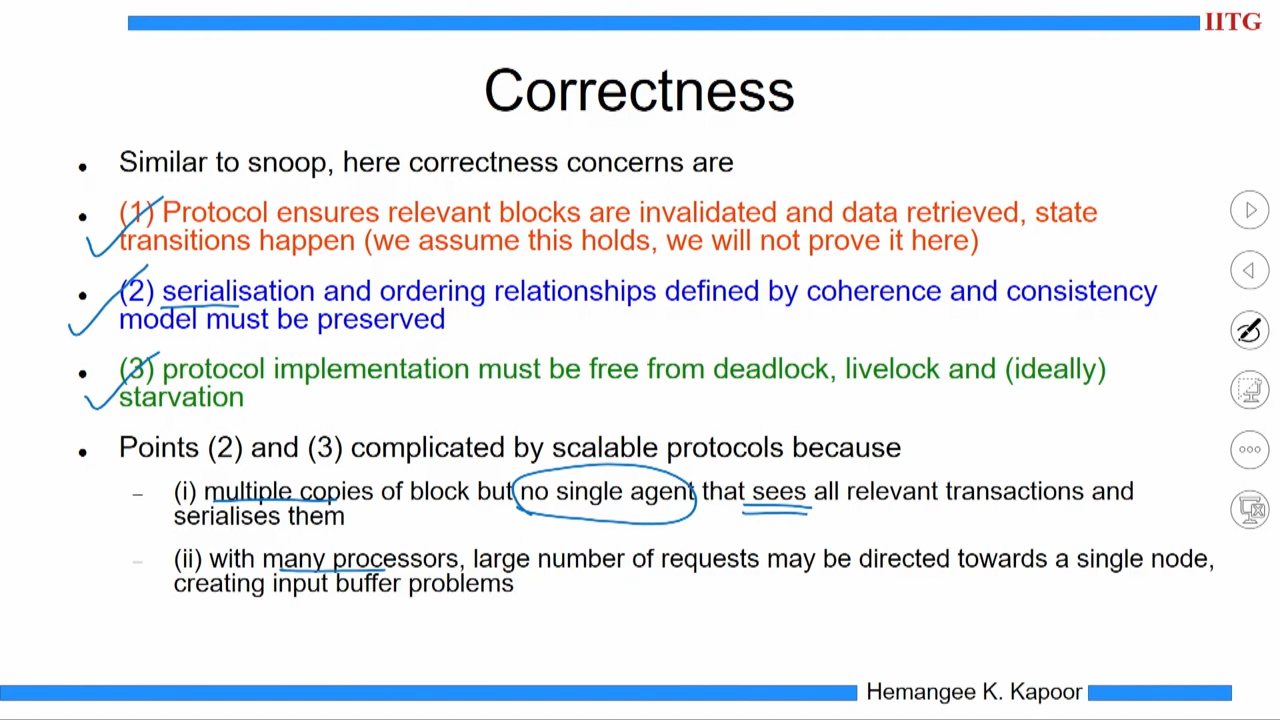 IITG
Correctness
Similar to snoop, here correctness concerns are
(1) Protocol ensures relevant blocks are invalidated and data retrieved, state
transitions happen (we assume this holds, we will not prove it here)
(2) serialisation and ordering relationships defined by coherence and consistency
model must be preserved
(3) protocol implementation must be free from deadlock, livelock and (ideally)
starvation
Points (2) and (3) complicated by scalable protocols because
(i) multiple copies of block but no single agent that sees all relevant transactions and
serialises them
(ii) with many processors, large number of requests may be directed towards a single node,
creating input buffer problems
Hemangee K. Kapoor